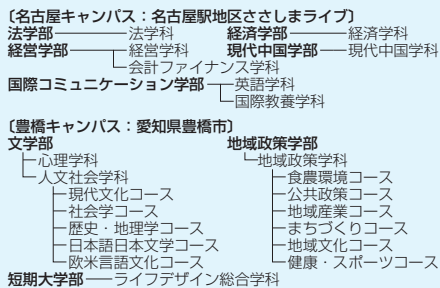 〔名古屋キャンパス：名古屋駅地区ささしまライブ〕
法学部 法学科 経済学部 経済学科
経営学部 経営学科 現代中国学部 現代中国学科
会計ファイナンス学科
国際コミュニケーション学部 英語学科
国際教養学科
〔豊橋キャンパス：愛知県豊橋市〕
文学部 地域政策学部
心理学科 地域政策学科
人文社会学科 食農環境コース
現代文化コース 公共政策コース
社会学コース 地域産業コース
歴史・地理学コース まちづくりコース
日本語日本文学コース 地域文化コース
欧米言語文化コース 健康・スポーツコース
短期大学部 ライフデザイン総合学科